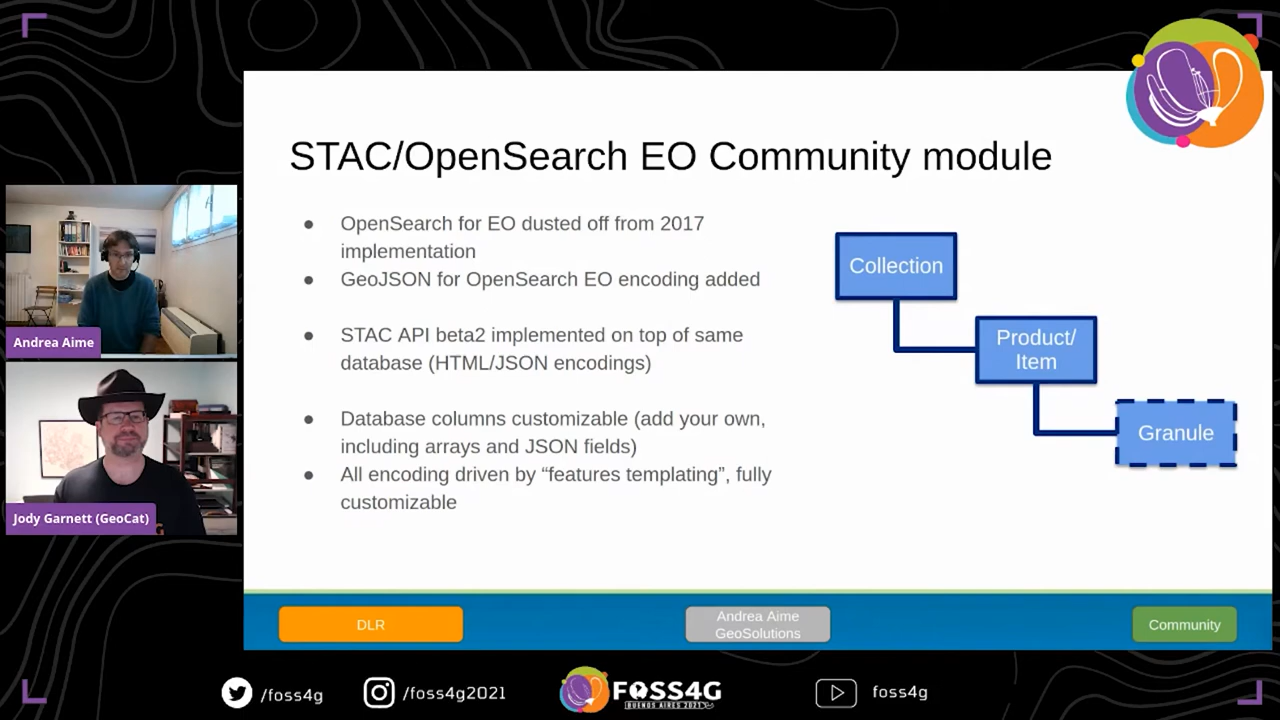 STAC/OpenSearch EO Community module
● OpenSearch for EO dusted off from 2017
implementation
● GeoJSON for OpenSearch EO encoding added
● STAC API beta2 implemented on top of same
database (HTML/JSON encodings)
● Database columns customizable (add your own,
including arrays and JSON fields)
● All encoding driven by “features templating”, fully
customizable
Collection
Product/
Item
Granule
Andrea Aime
Jody Garnett (GeoCat)
DLR
Andrea Aime
GeoSolutions
Community
/foss4g
/foss4g2021
FOSS4G
BUENOS AIRES 2021
foss4g